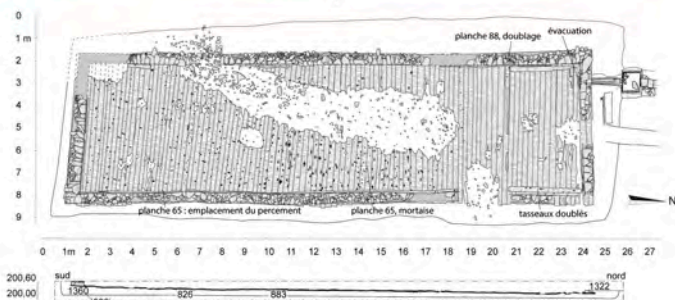 0
1 m
2
3
4
5
6
7
8
9
planche 88, doublage
évacuation
planche 65 : emplacement du percement
planche 65, mortaise
tasseaux doublés
N
0 1m 2 3 4 5 6 7 8 9 10 11 12 13 14 15 16 17 18 19 20 21 22 23 24 25 26 27
200,60
sud
nord
1360
1322
200,00
826
883